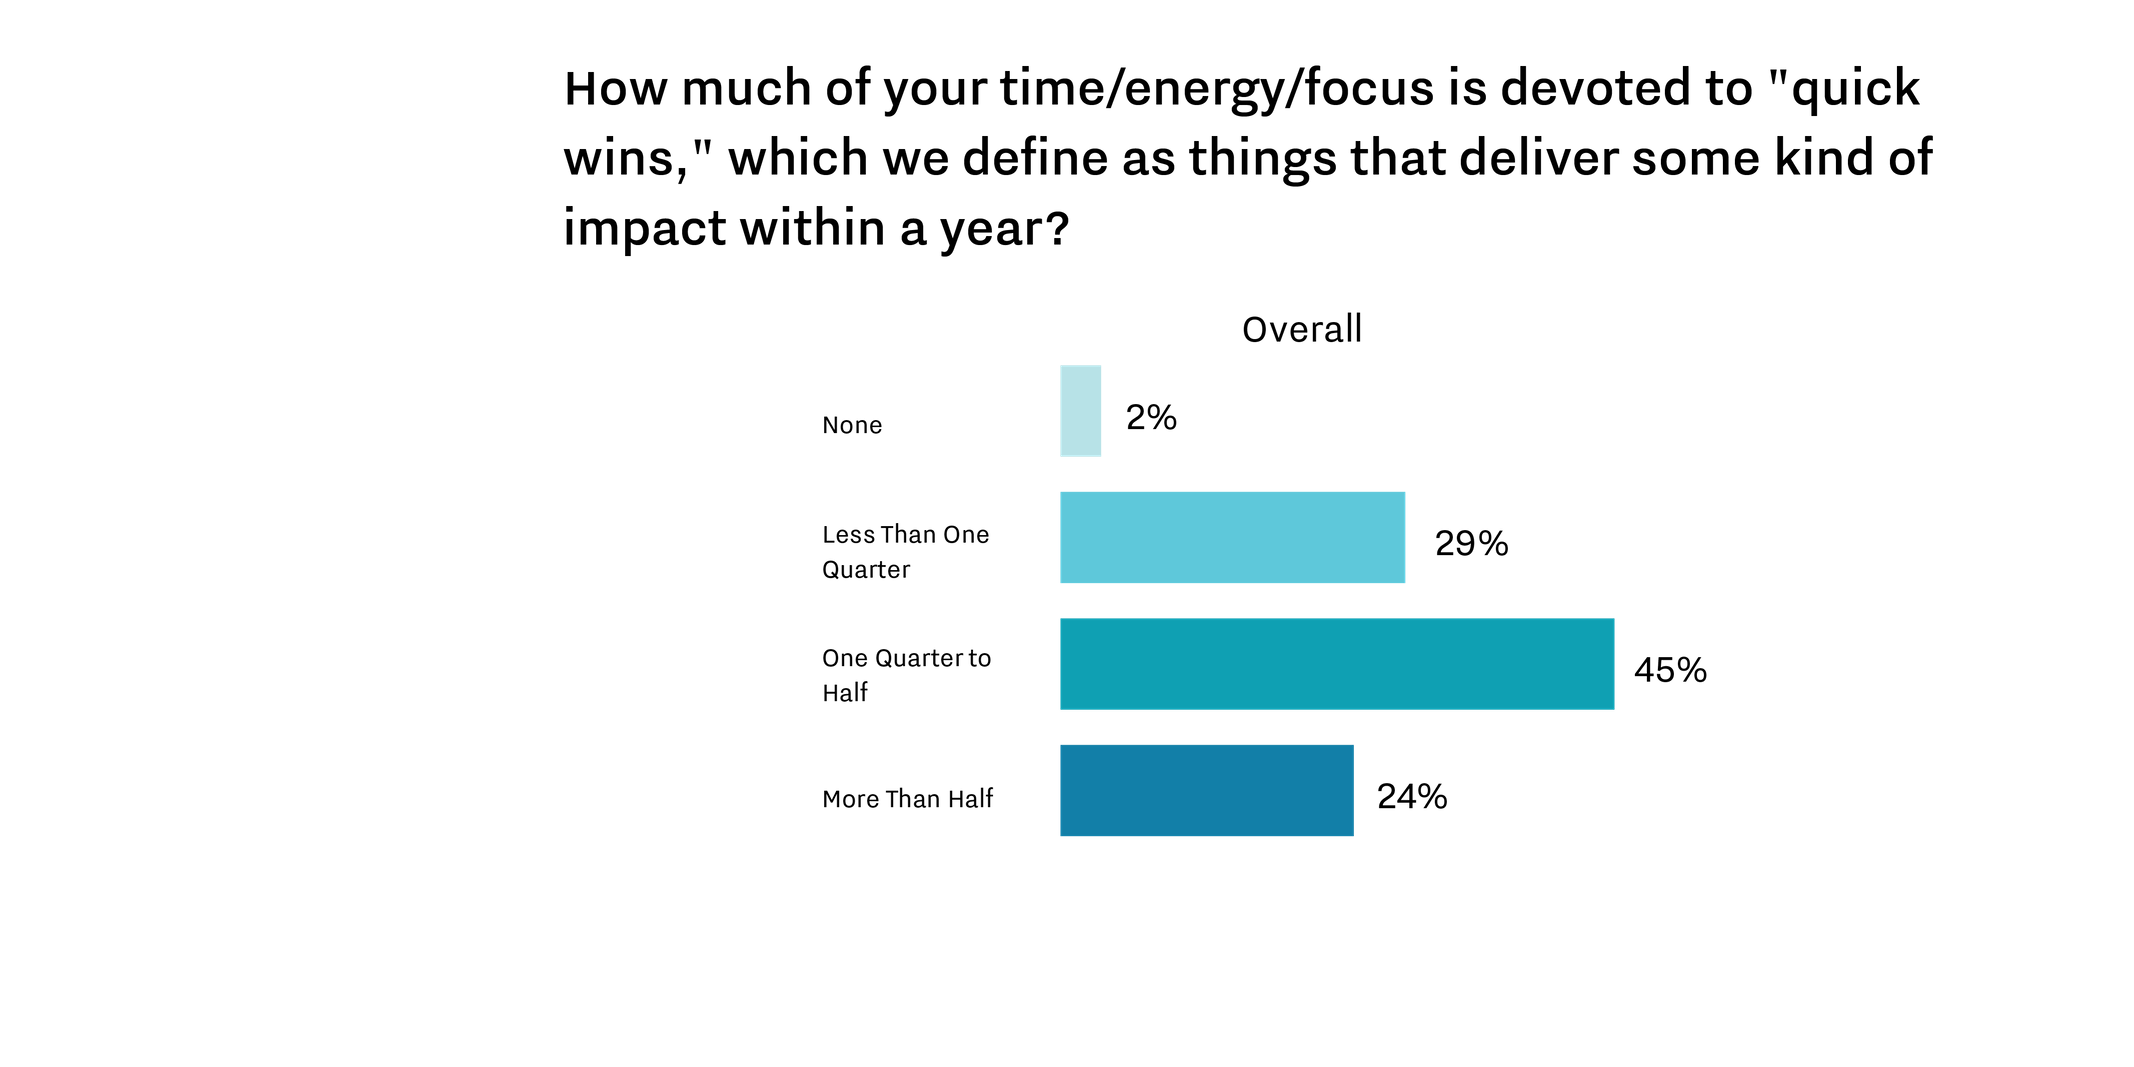 How much of your time/energy/focus is devoted to "quick
wins," which we define as things that deliver some kind of
impact within a year?
Overall
None
2%
Less Than One
Quarter
29%
One Quarter to
Half
45%
More Than Half
24%